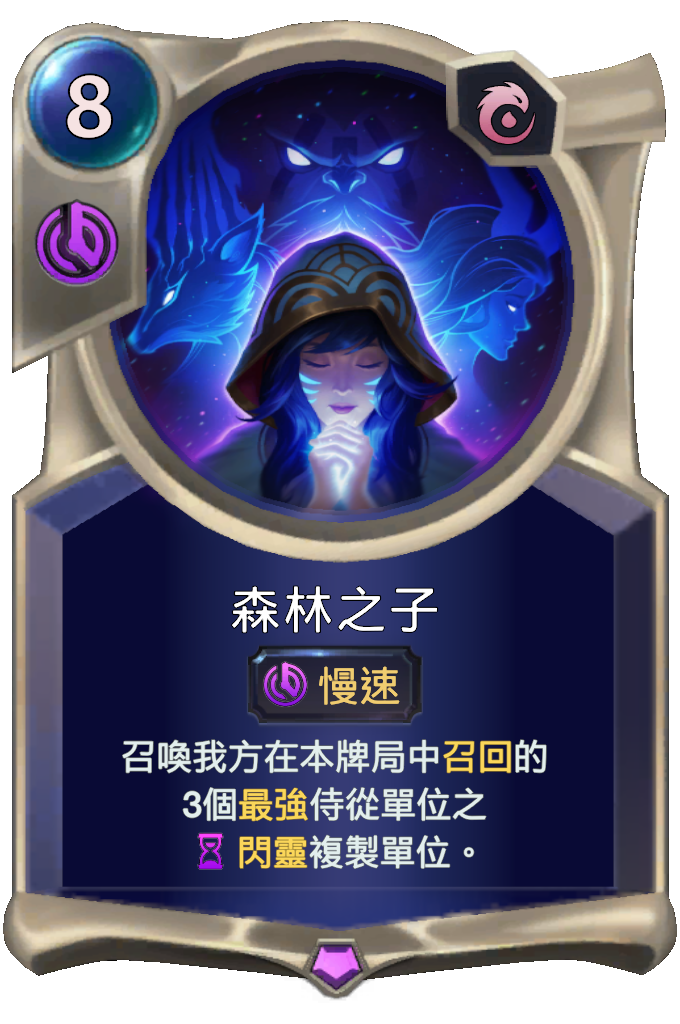 8
森林之子
慢速
召喚我方在本牌局中召回的
3個最強侍從單位之
閃靈複製單位。